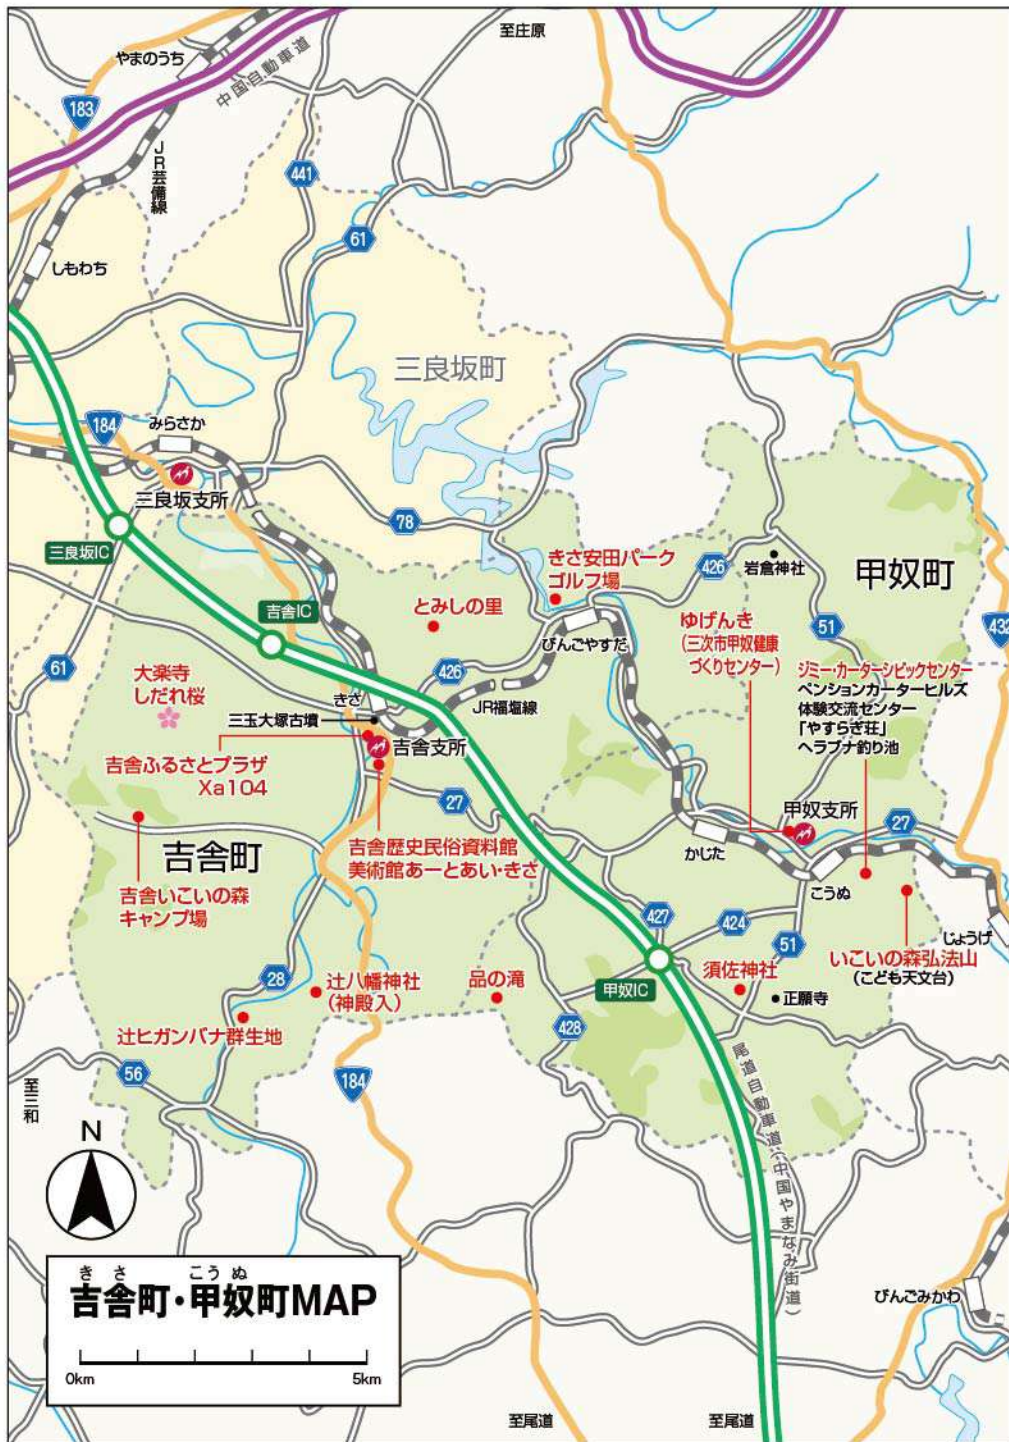 至庄原
やまのうち
中国自動車道
183
JR芸備線
441
61
しもわち
三良坂町
184
みらさか
三良坂支所
78
三良坂IC
きさ安田パーク
ゴルフ場
426
岩倉神社
甲奴町
吉舎IC
とみしの里
びんごやすだ
ゆげんき
(三次市甲奴健康
づくりセンター)
51
432
61
大楽寺
しだれ桜
426
ジミー・カーターシビックセンター
ペンションカーターヒルズ
体験交流センター
「やすらぎ荘」
ヘラブナ釣り池
きさ
JR福塩線
三玉大塚古墳
吉舎支所
吉舎ふるさとプラザ
Xa104
27
甲奴支所
27
かじた
吉舎町
吉舎歴史民俗資料館
美術館あーとあい・きさ
こうぬ
吉舎いこいの森
キャンプ場
427
424
51
じょうげ
いこいの森弘法山
(こども天文台)
28
辻八幡神社
(神殿入)
品の滝
甲奴IC
須佐神社
正願寺
辻ヒガンバナ群生地
428
56
184
至三和
尾道自動車道(中国やまなみ街道)
N
きさ こうぬ
吉舎町・甲奴町MAP
0km 5km
びんごみかわ
至尾道
至尾道